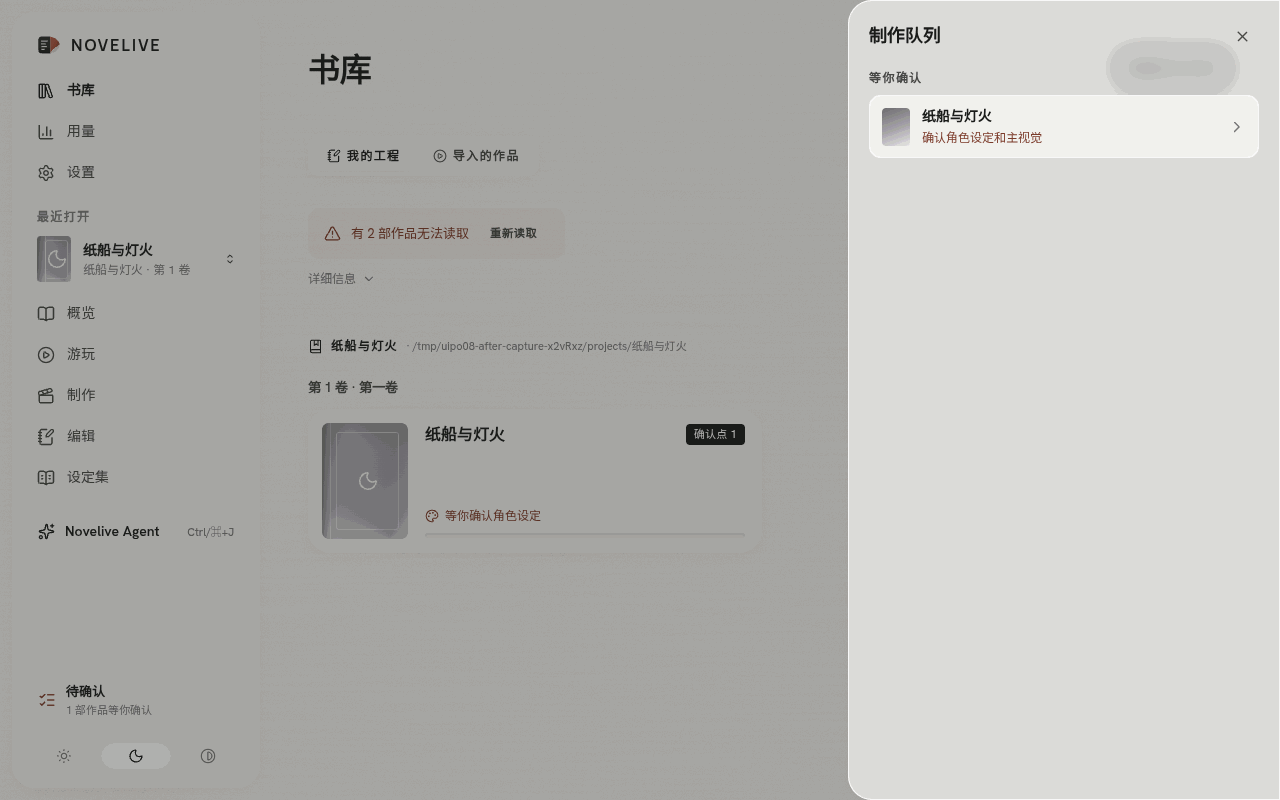 NOVELIVE
书库
用量
设置
最近打开
纸船与灯火
纸船与灯火 · 第 1 卷
概览
游玩
制作
编辑
设定集
Novelive Agent Ctrl/⌘+J
待确认
1 部作品等你确认
书库
我的工程 导入的作品
有 2 部作品无法读取 重新读取
详细信息
纸船与灯火 · /tmp/uipo08-after-capture-x2vRxz/projects/纸船与灯火
第 1 卷 · 第一卷
纸船与灯火 确认点 1
等你确认角色设定
制作队列
等你确认
纸船与灯火
确认角色设定和主视觉